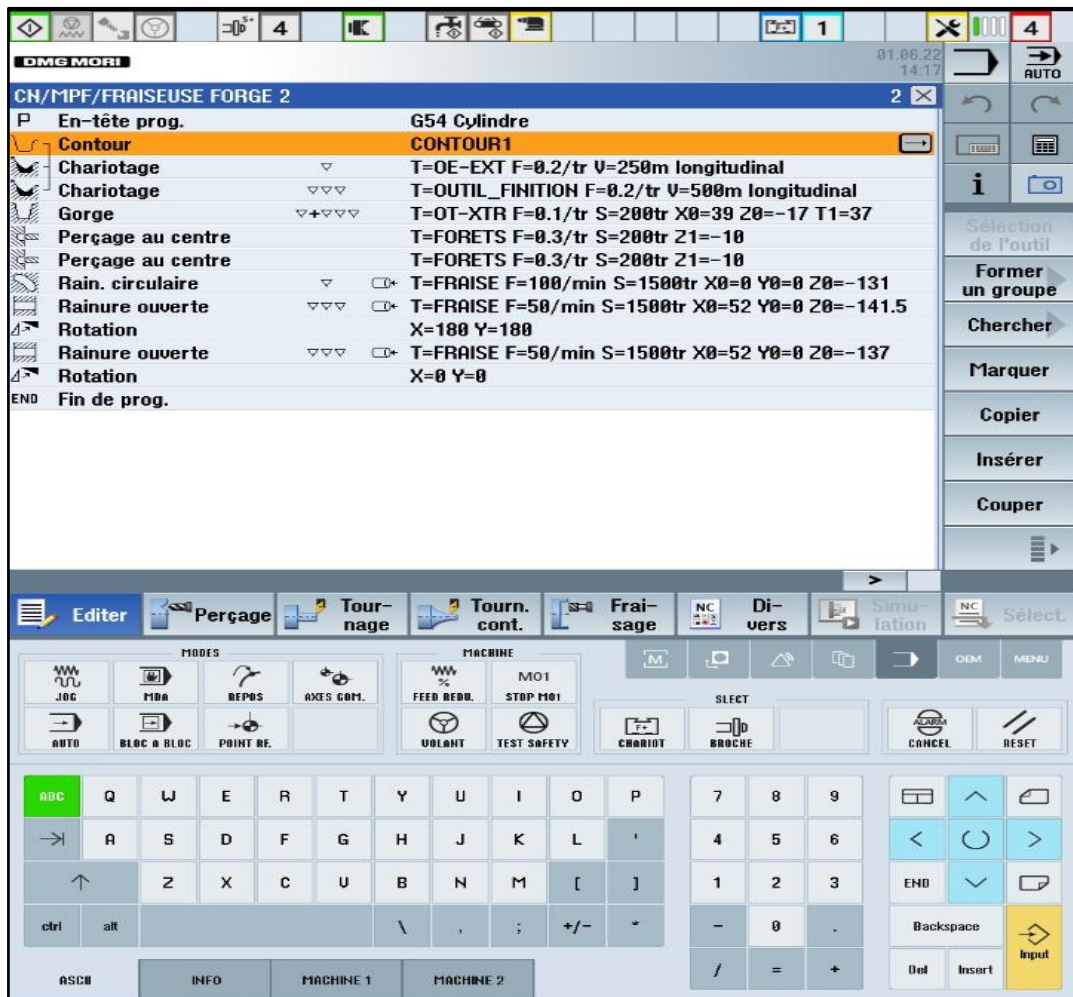 S+
4
1
4
DMG MORI
01.06.22
14:17
AUTO
CN/MPF/FRAISEUSE FORGE 2
2
P En-tête prog. G54 Cylindre
Contour CONTOUR1
Chariotage T=OE-EXT F=0.2/tr V=250m longitudinal
Chariotage T=OUTIL_FINITION F=0.2/tr V=500m longitudinal
Gorge T=OT-XTR F=0.1/tr S=200tr X0=39 Z0=-17 T1=37
Perçage au centre T=FORETS F=0.3/tr S=200tr Z1=-10
Perçage au centre T=FORETS F=0.3/tr S=200tr Z1=-10
Rain. circulaire T=FRAISE F=100/min S=1500tr X0=0 Y0=0 Z0=-131
Rainure ouverte T=FRAISE F=50/min S=1500tr X0=52 Y0=0 Z0=-141.5
Rotation X=180 Y=180
Rainure ouverte T=FRAISE F=50/min S=1500tr X0=52 Y0=0 Z0=-137
Rotation X=0 Y=0
END Fin de prog.
i
Sélection
de l'outil
Former
un groupe
Chercher
Marquer
Copier
Insérer
Couper
>
Editer
Perçage
Tour-
nage
Tourn.
cont.
Frai-
sage
NC
Di-
vers
Simu-
lation
NC
Sélect.
MODES
MACHINE
M
OEM
MENU
JOG
MDA
REPOS
AXES COM.
%
FEED REDU.
M01
STOP M01
SLECT
AUTO
BLOC A BLOC
POINT RF.
VOLANT
TEST SAFETY
F+
CHARIOT
BROCHE
ALARM
CANCEL
RESET
ABC Q W E R T Y U I O P 7 8 9
A S D F G H J K L ' 4 5 6
Z X C V B N M [ ] 1 2 3 END
ctrl alt \ , ; +/- * - 0 . Backspace
Input
/ = + Del Insert
ASCII INFO MACHINE 1 MACHINE 2